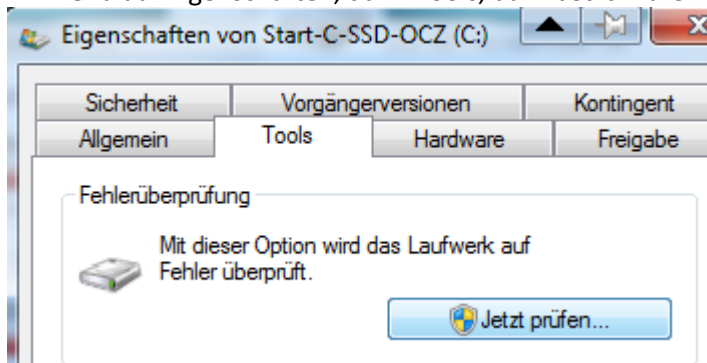 Eigenschaften von Start-C-SSD-OCZ (C:)
Sicherheit Vorgängerversionen Kontingent
Allgemein Tools Hardware Freigabe
Fehlerüberprüfung
Mit dieser Option wird das Laufwerk auf
Fehler überprüft.
Jetzt prüfen...